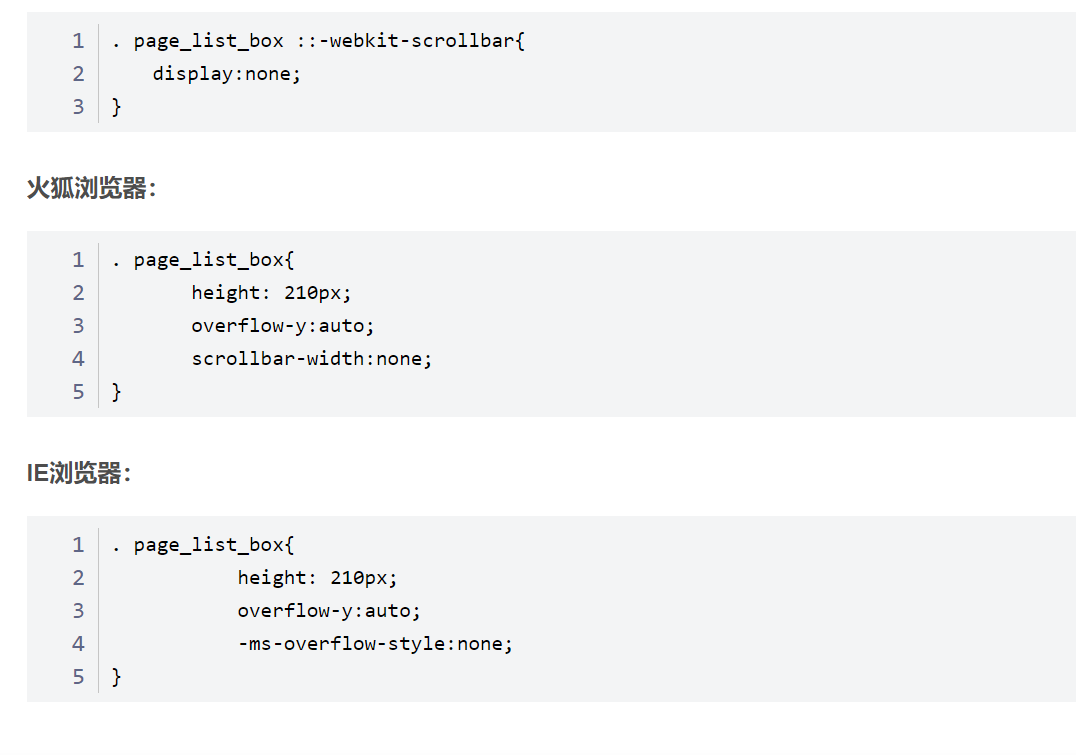 1 . page_list_box ::-webkit-scrollbar{
2 display:none;
3 }
火狐浏览器：
1 . page_list_box{
2 height: 210px;
3 overflow-y:auto;
4 scrollbar-width:none;
5 }
IE浏览器：
1 . page_list_box{
2 height: 210px;
3 overflow-y:auto;
4 -ms-overflow-style:none;
5 }